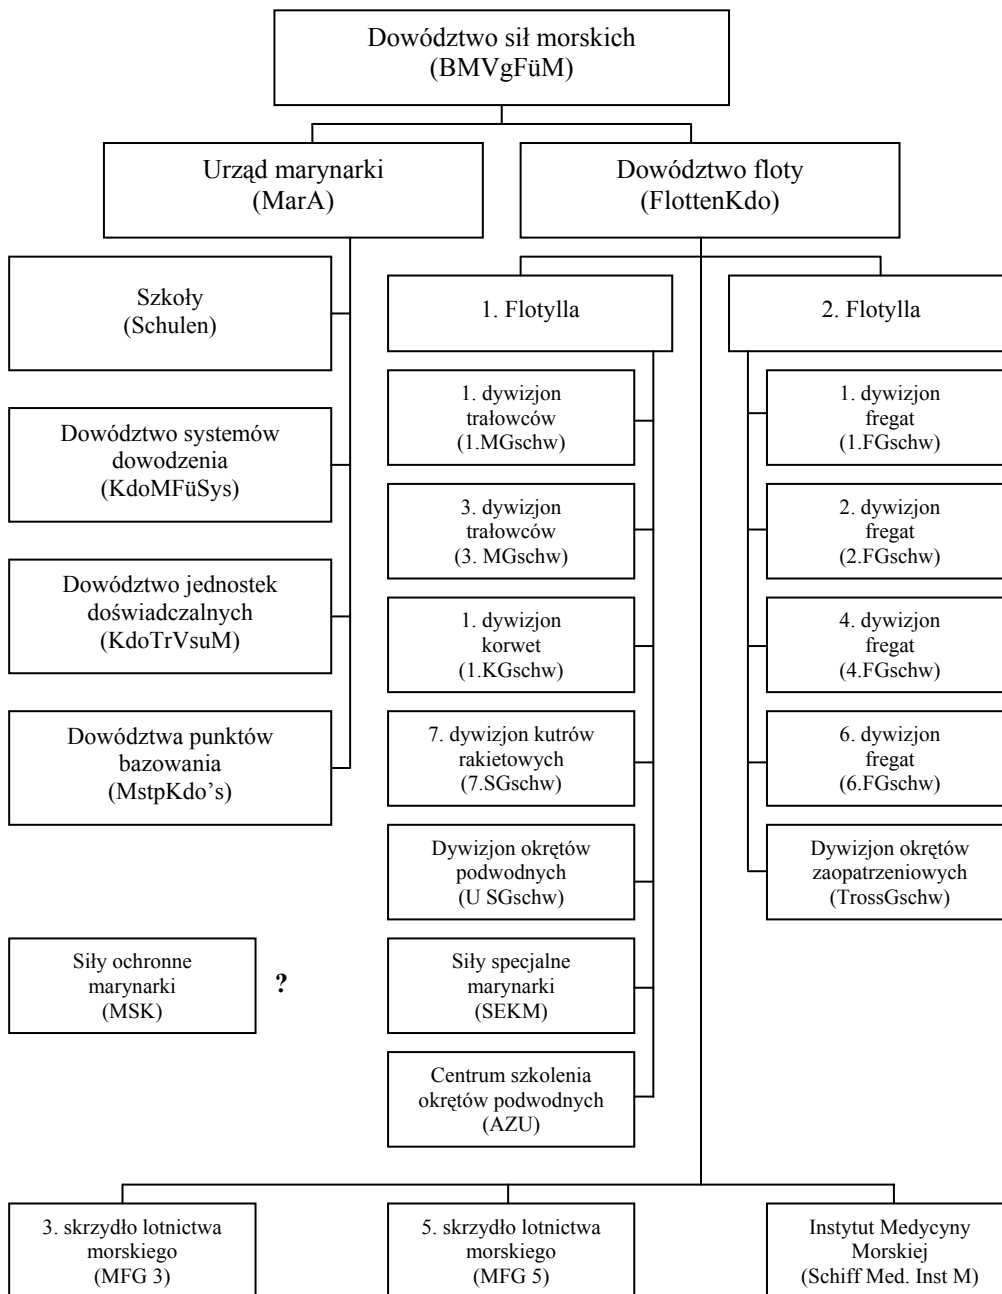 Dowództwo sił morskich
(BMVgFüM)
Urząd marynarki
(MarA)
Dowództwo floty
(FlottenKdo)
Szkoły
(Schulen)
Dowództwo systemów
dowodzenia
(KdoMFüSys)
Dowództwo jednostek
doświadczalnych
(KdoTrVsuM)
Dowództwa punktów
bazowania
(MstpKdo’s)
Siły ochronne
marynarki
(MSK)
?
1. Flotylla
1. dywizjon
trałowców
(1.MGschw)
3. dywizjon
trałowców
(3. MGschw)
1. dywizjon
korwet
(1.KGschw)
7. dywizjon kutrów
rakietowych
(7.SGschw)
Dywizjon okrętów
podwodnych
(U SGschw)
Siły specjalne
marynarki
(SEKM)
Centrum szkolenia
okrętów podwodnych
(AZU)
2. Flotylla
1. dywizjon
fregat
(1.FGschw)
2. dywizjon
fregat
(2.FGschw)
4. dywizjon
fregat
(4.FGschw)
6. dywizjon
fregat
(6.FGschw)
Dywizjon okrętów
zaopatrzeniowych
(TrossGschw)
3. skrzydło lotnictwa
morskiego
(MFG 3)
5. skrzydło lotnictwa
morskiego
(MFG 5)
Instytut Medycyny
Morskiej
(Schiff Med. Inst M)